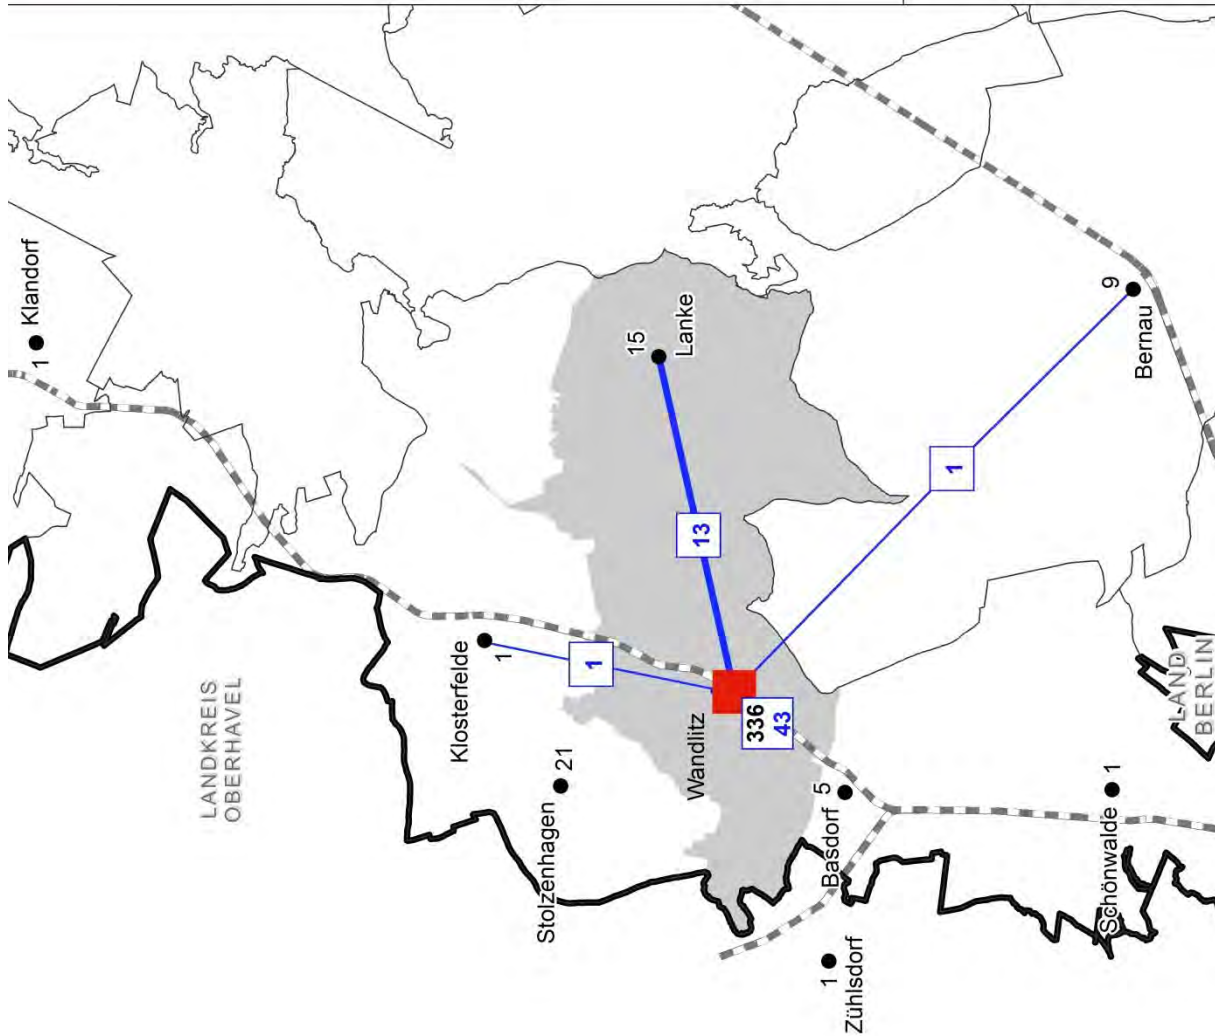 LANDKREIS
OBERHAVEL
Klandorf
1
Klosterfelde
1
1
Stolzenhagen
21
15
Lanke
13
Wandlitz
336
43
1
Bernau
9
Basdorf
5
1
Zühlsdorf
Schönwalde
1
LAND
BERLIN